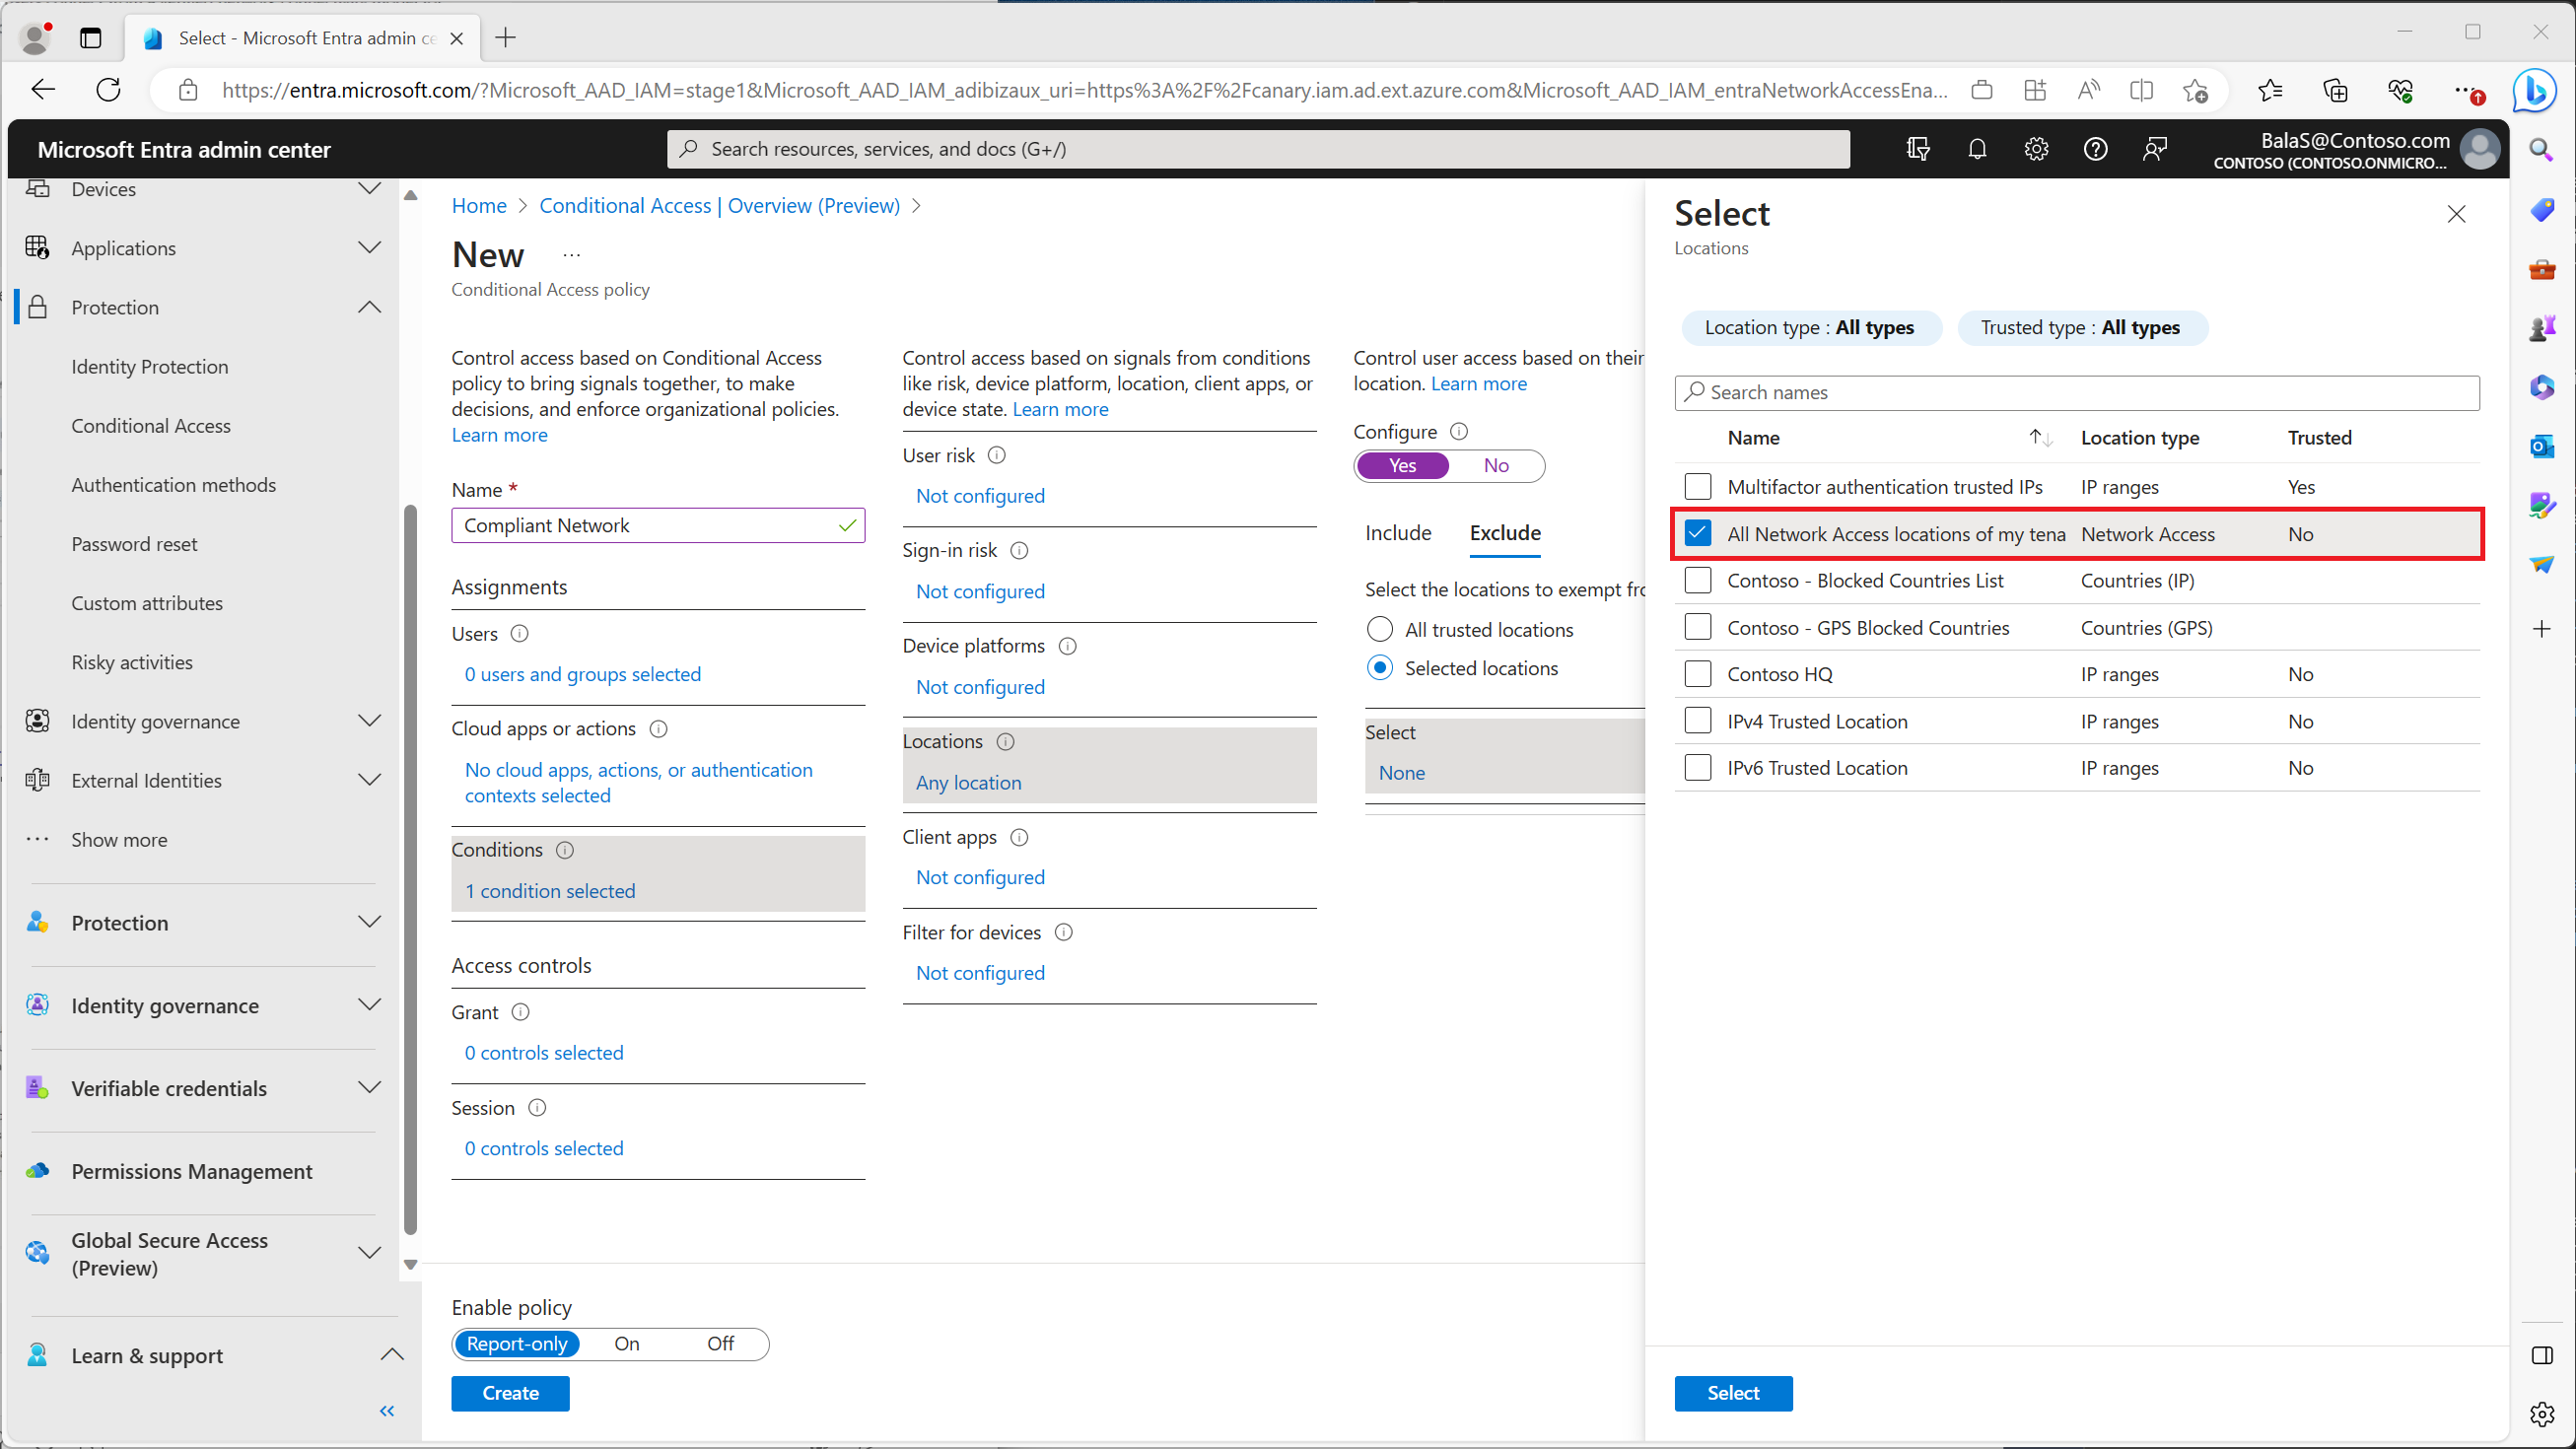 Select - Microsoft Entra admin ce
https://entra.microsoft.com/?Microsoft_AAD_IAM=stage1&Microsoft_AAD_IAM_adibizaux_uri=https%3A%2F%2Fcanary.iam.ad.ext.azure.com&Microsoft_AAD_IAM_entraNetworkAccessEna...
Microsoft Entra admin center
Search resources, services, and docs (G+/)
BalaS@Contoso.com
CONTOSO (CONTOSO.ONMICRO...
Devices
Applications
Protection
Identity Protection
Conditional Access
Authentication methods
Password reset
Custom attributes
Risky activities
Identity governance
External Identities
Show more
Protection
Identity governance
Verifiable credentials
Permissions Management
Global Secure Access
(Preview)
Learn & support
Home > Conditional Access | Overview (Preview) >
New ...
Conditional Access policy
Control access based on Conditional Access
policy to bring signals together, to make
decisions, and enforce organizational policies.
Learn more
Name *
Compliant Network
Assignments
Users
0 users and groups selected
Cloud apps or actions
No cloud apps, actions, or authentication
contexts selected
Conditions
1 condition selected
Access controls
Grant
0 controls selected
Session
0 controls selected
Enable policy
Report-only On Off
Create
Control access based on signals from conditions
like risk, device platform, location, client apps, or
device state. Learn more
User risk
Not configured
Sign-in risk
Not configured
Device platforms
Not configured
Locations
Any location
Client apps
Not configured
Filter for devices
Not configured
Control user access based on their
location. Learn more
Configure
Yes No
Include Exclude
Select the locations to exempt fro
All trusted locations
Selected locations
Select
None
Select
Locations
Location type : All types Trusted type : All types
Search names
Name Location type Trusted
Multifactor authentication trusted IPs IP ranges Yes
All Network Access locations of my tena Network Access No
Contoso - Blocked Countries List Countries (IP)
Contoso - GPS Blocked Countries Countries (GPS)
Contoso HQ IP ranges No
IPv4 Trusted Location IP ranges No
IPv6 Trusted Location IP ranges No
Select